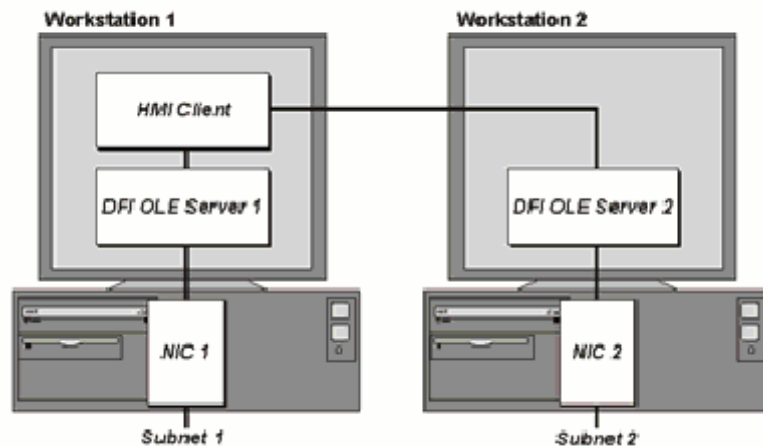 Workstation 1
Workstation 2
HMI Client
DFI OLE Server 1
DFI OLE Server 2
NIC 1
NIC 2
Subnet 1
Subnet 2